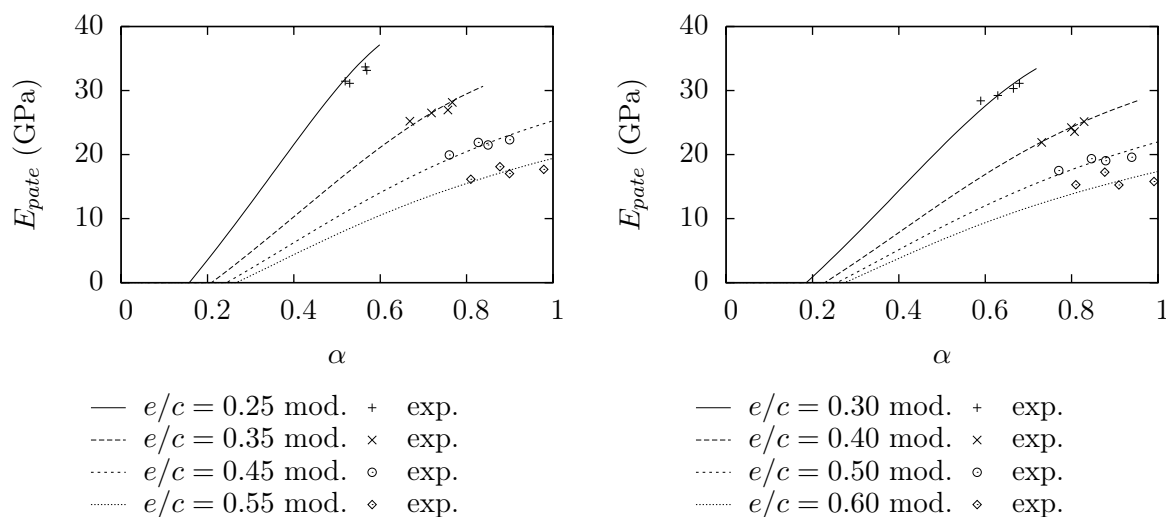 40
30
20
10
0
E_pate (GPa)
0 0.2 0.4 0.6 0.8 1
α
e/c = 0.25 mod. exp.
e/c = 0.35 mod. exp.
e/c = 0.45 mod. exp.
e/c = 0.55 mod. exp.
40
30
20
10
0
E_pate (GPa)
0 0.2 0.4 0.6 0.8 1
α
e/c = 0.30 mod. exp.
e/c = 0.40 mod. exp.
e/c = 0.50 mod. exp.
e/c = 0.60 mod. exp.